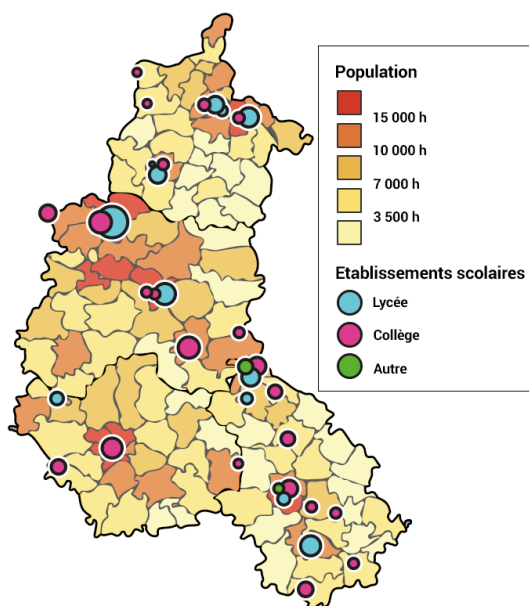 Population
15 000 h
10 000 h
7 000 h
3 500 h
Etablissements scolaires
Lycée
Collège
Autre